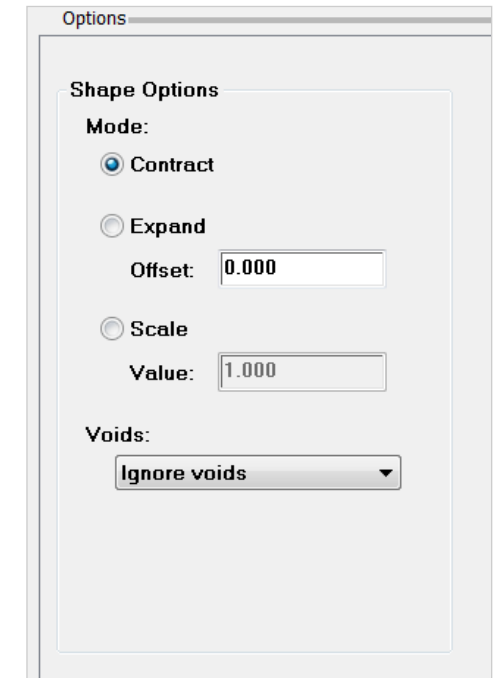 Options
Shape Options
Mode:
Contract
Expand
Offset: 0.000
Scale
Value: 1.000
Voids:
Ignore voids